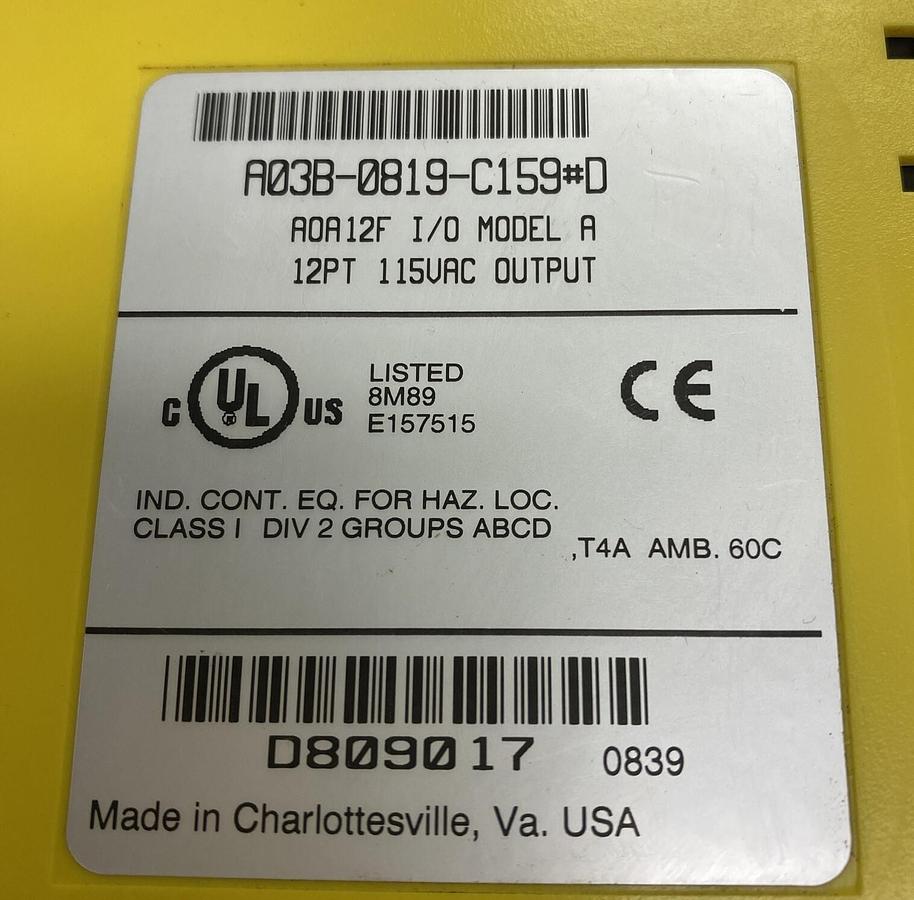 A03B-0819-C159#D
AOA12F I/O MODEL A
12PT 115VAC OUTPUT
C UL US LISTED
8M89
E157515
CE
IND. CONT. EQ. FOR HAZ. LOC.
CLASS I DIV 2 GROUPS ABCD
,T4A AMB. 60C
D809017 0839
Made in Charlottesville, Va. USA